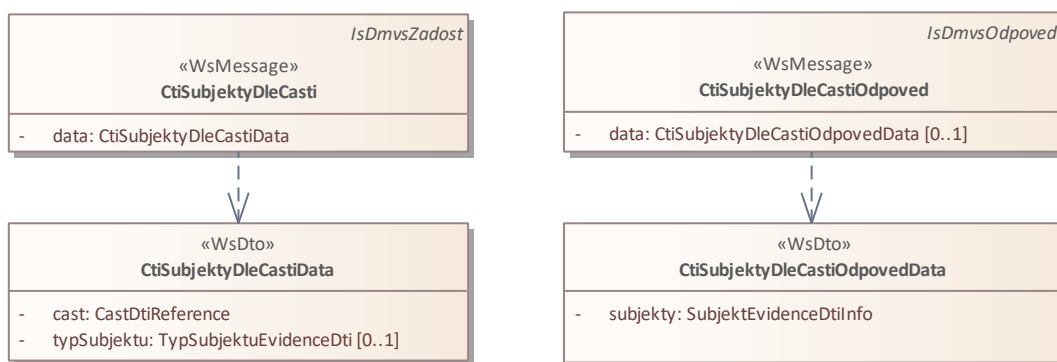 IsDmvsZadost
«WsMessage»
CtiSubjektyDleCasti
- data: CtiSubjektyDleCastiData
«WsDto»
CtiSubjektyDleCastiData
- cast: CastDtiReference
- typSubjektu: TypSubjektuEvidenceDti [0..1]
IsDmvsOdpoved
«WsMessage»
CtiSubjektyDleCastiOdpoved
- data: CtiSubjektyDleCastiOdpovedData [0..1]
«WsDto»
CtiSubjektyDleCastiOdpovedData
- subjekty: SubjektEvidenceDtiInfo